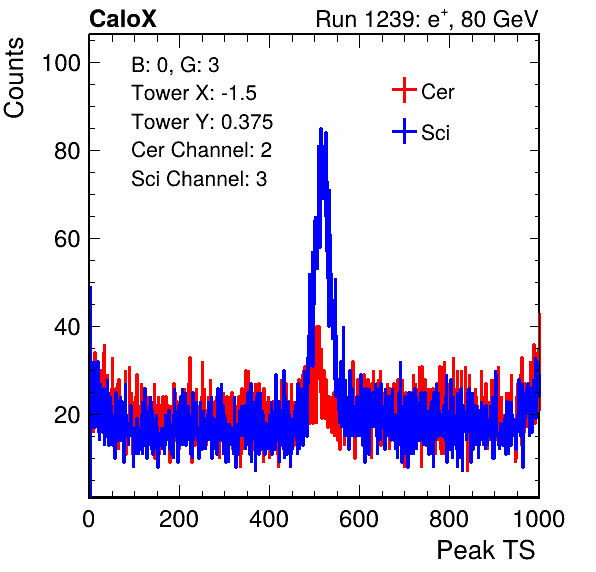 CaloX Run 1239: e+, 80 GeV
Counts
B: 0, G: 3
Tower X: -1.5
Tower Y: 0.375
Cer Channel: 2
Sci Channel: 3
Cer
Sci
100
80
60
40
20
0 200 400 600 800 1000
Peak TS